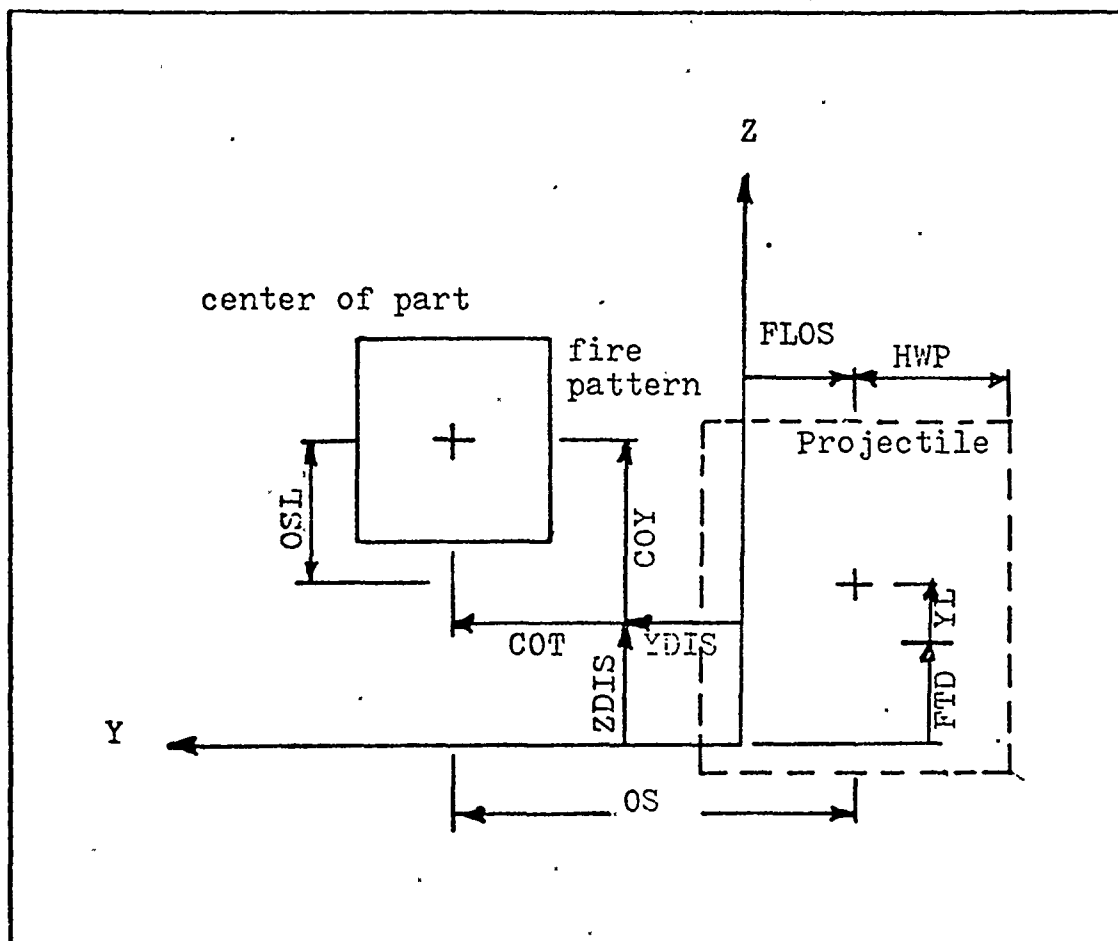 Z
center of part
FLOS
fire
pattern
HWP
Projectile
OSL
COY
COT
YDIS
YL
ZDIS
FTD
Y
OS